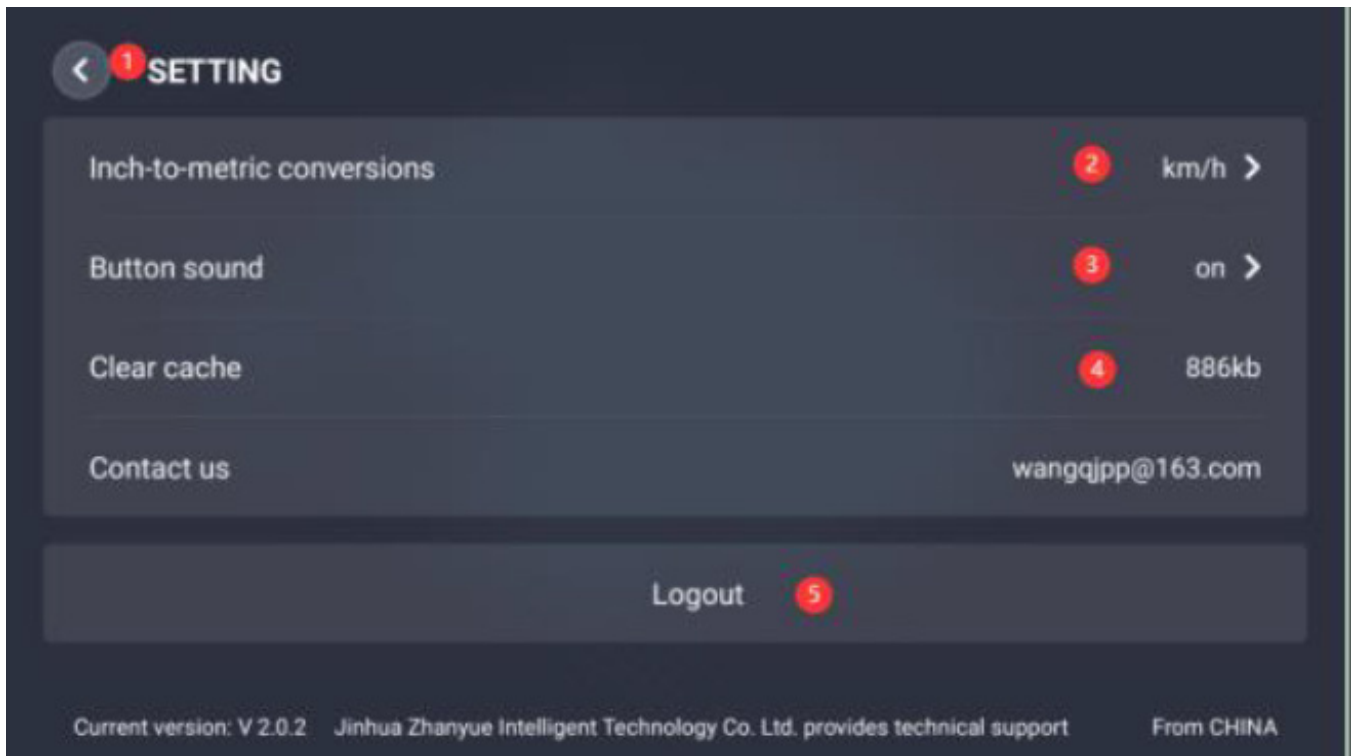 1 SETTING
Inch-to-metric conversions 2 km/h
Button sound 3 on
Clear cache 4 886kb
Contact us wangqjpp@163.com
Logout 5
Current version: V 2.0.2 Jinhua Zhanyue Intelligent Technology Co. Ltd. provides technical support From CHINA